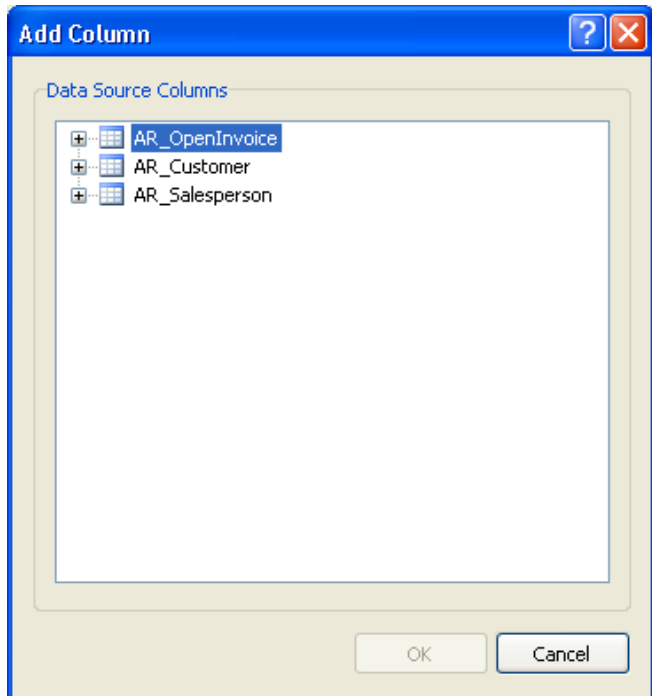 Add Column
?
Data Source Columns
AR_OpenInvoice
AR_Customer
AR_Salesperson
OK
Cancel